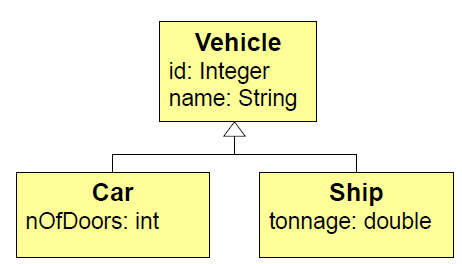 Vehicle
id: Integer
name: String
Car
nOfDoors: int
Ship
tonnage: double